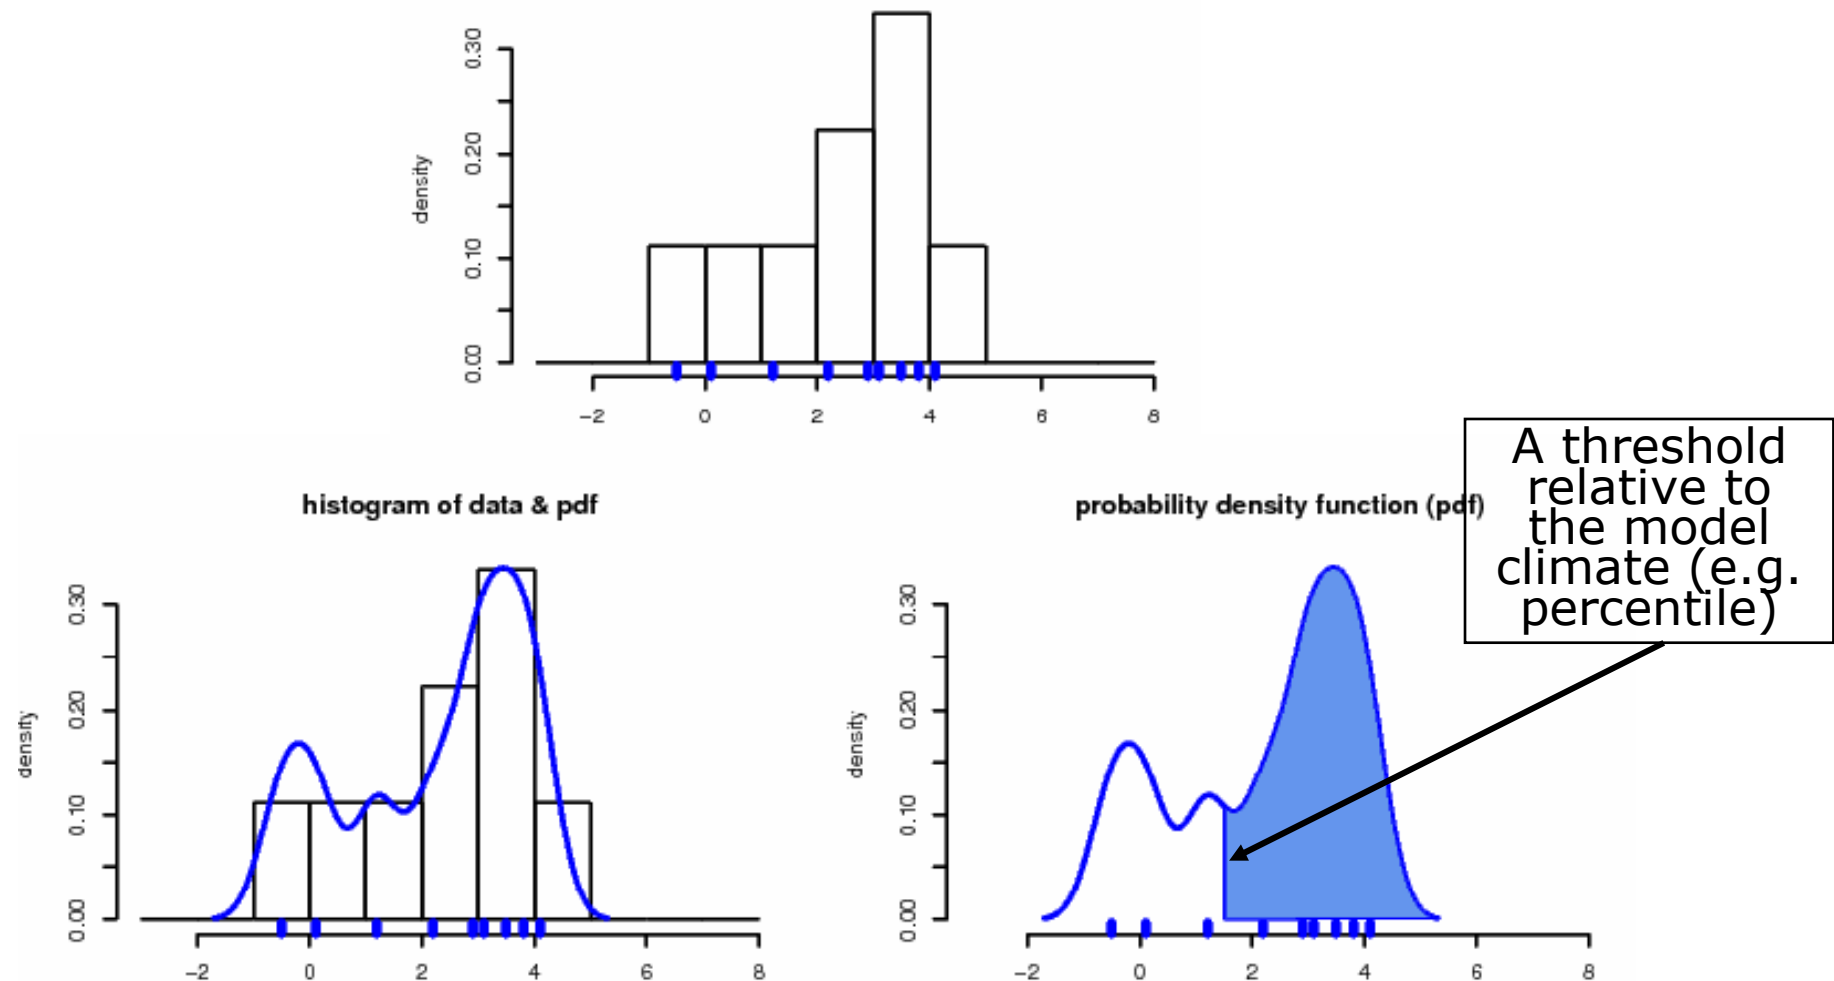 0.30
0.20
0.10
0.00
density
−2 0 2 4 6 8
A threshold
relative to
the model
climate (e.g.
percentile)
histogram of data & pdf
0.30
0.20
0.10
0.00
density
−2 0 2 4 6 8
probability density function (pdf)
0.30
0.20
0.10
0.00
density
−2 0 2 4 6 8